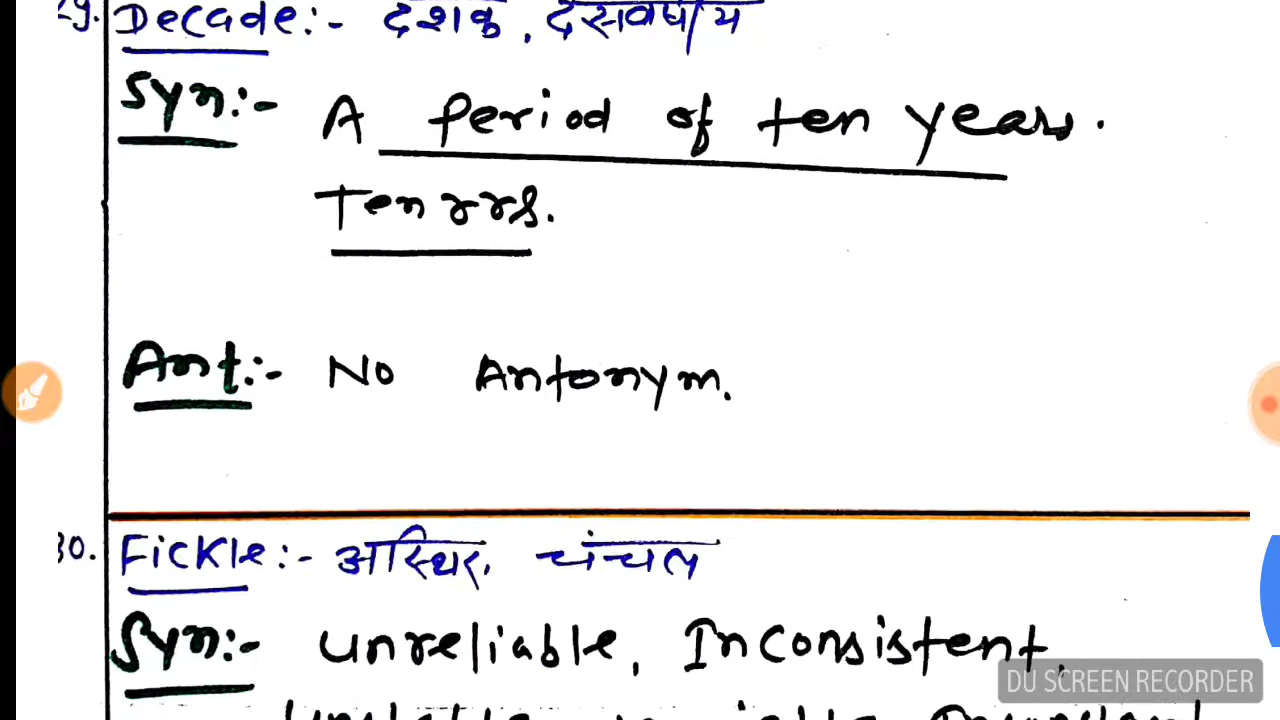 29. Decade:- दशक, दसवर्षीय
Syn:- A Period of ten years.
Ten yrs.
Ant:- No Antonym.
30. Fickle:- अस्थिर, चंचल
Syn:- Unreliable, Inconsistent,
DU SCREEN RECORDER